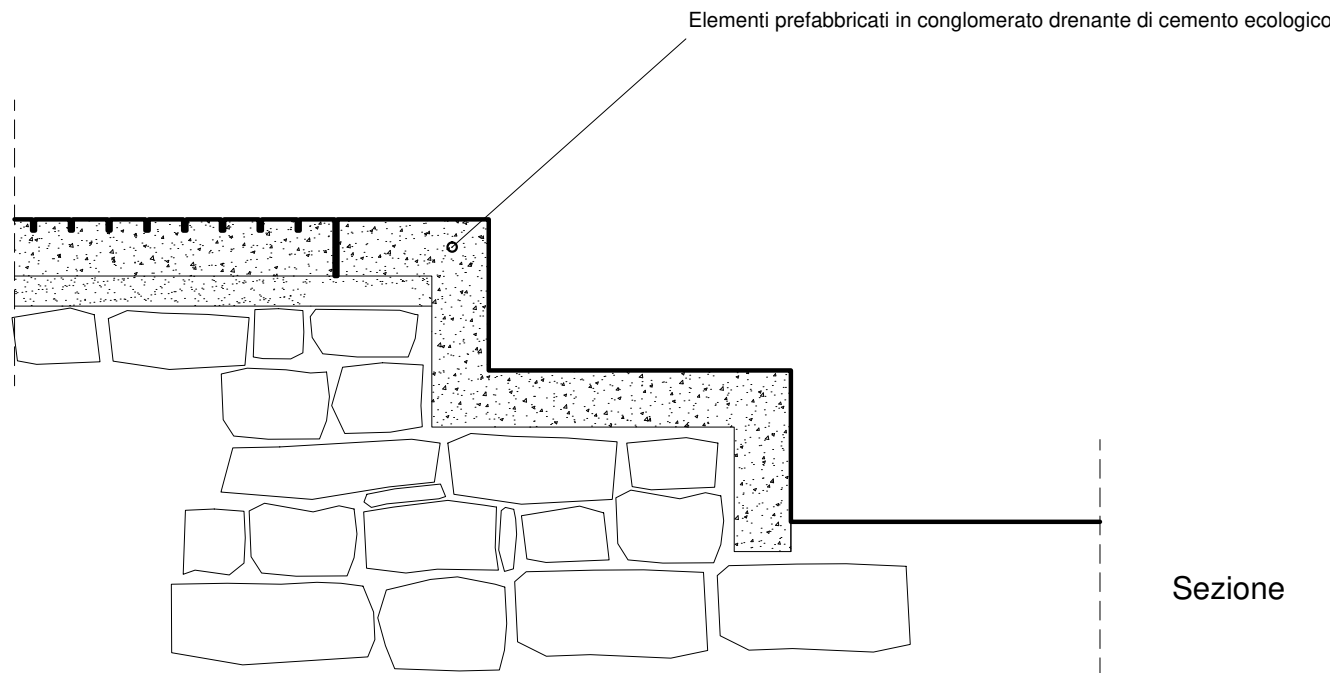 Elementi prefabbricati in conglomerato drenante di cemento ecologico
Sezione